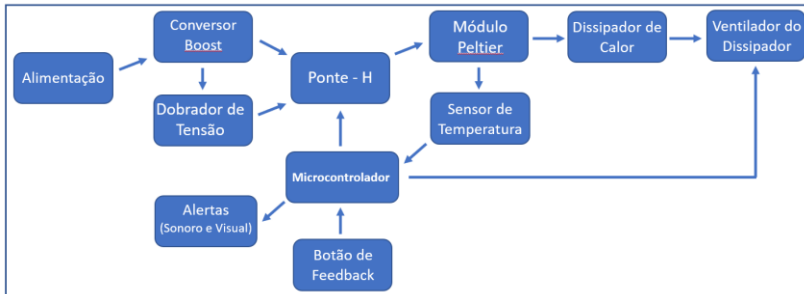 Alimentação
Conversor
Boost
Dobrador de
Tensão
Ponte - H
Módulo
Peltier
Dissipador de
Calor
Ventilador do
Dissipador
Sensor de
Temperatura
Microcontrolador
Alertas
(Sonoro e Visual)
Botão de
Feedback